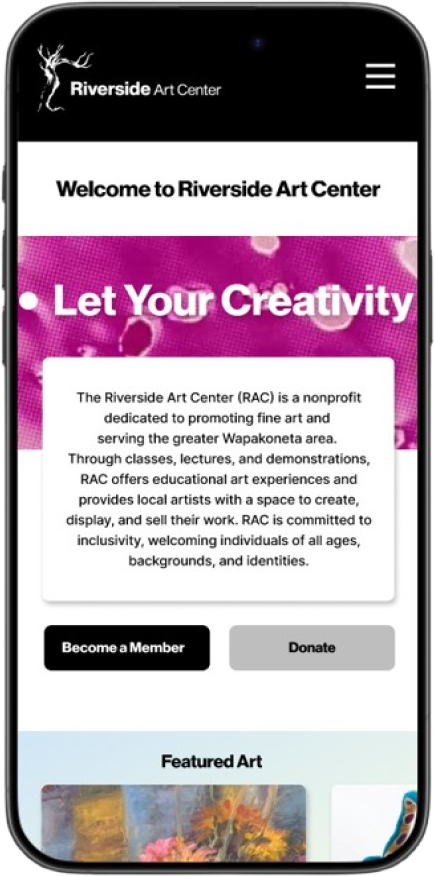 Riverside Art Center
Welcome to Riverside Art Center
• Let Your Creativity
The Riverside Art Center (RAC) is a nonprofit
dedicated to promoting fine art and
serving the greater Wapakoneta area.
Through classes, lectures, and demonstrations,
RAC offers educational art experiences and
provides local artists with a space to create,
display, and sell their work. RAC is committed to
inclusivity, welcoming individuals of all ages,
backgrounds, and identities.
Become a Member
Donate
Featured Art